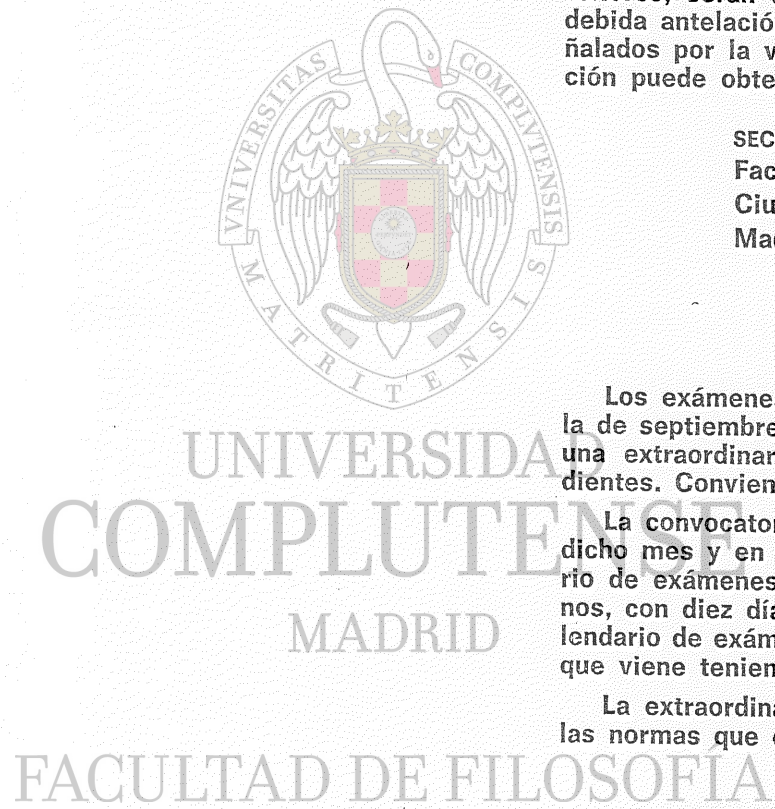 debida antelació
ñalados por la v
ción puede obte
SEC
Fac
Ciu
Ma
VNIVERSITAS COMPLVTENSIS
MATRITENSIS
Los exámene
la de septiembre
una extraordinar
dientes. Convien
La convocator
dicho mes y en
rio de exámenes
nos, con diez día
lendario de exám
que viene tenien
La extraordina
las normas que
UNIVERSIDAD
COMPLUTENSE
MADRID
FACULTAD DE FILOSOFÍA